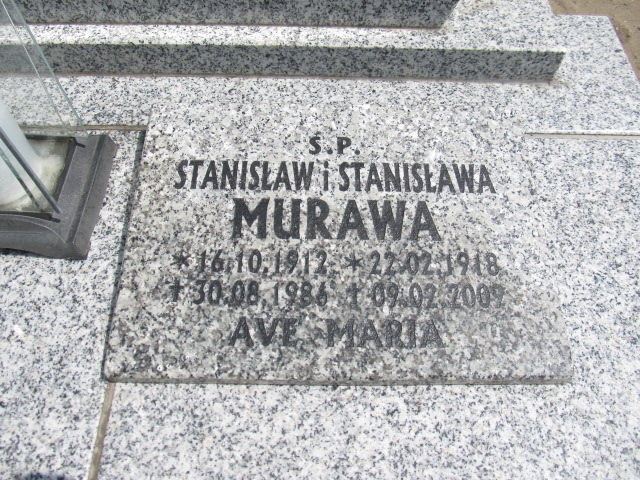 Ś.P.
STANISŁAW i STANISŁAWA
MURAWA
*16.10.1912 *22.02.1918
†30.08.1986 †09.02.2009
AVE MARIA